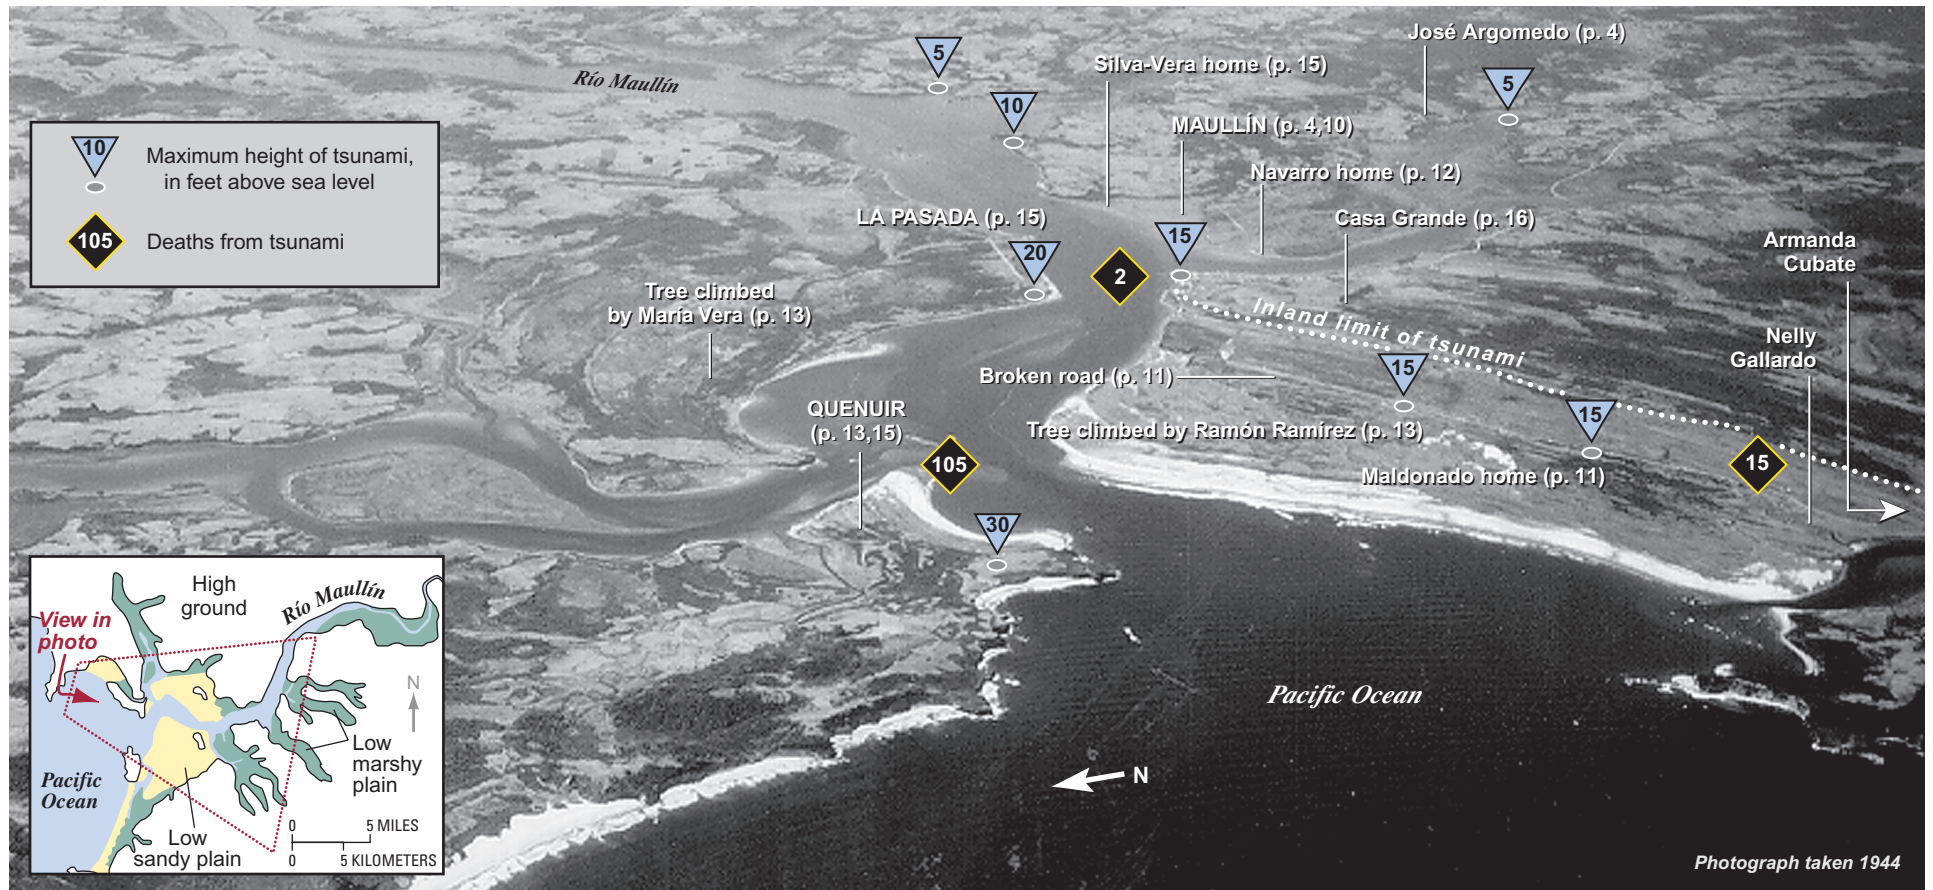 5
10
Río Maullín
Silva-Vera home (p. 15)
José Argomedo (p. 4)
5
MAULLÍN (p. 4,10)
Navarro home (p. 12)
Casa Grande (p. 16)
10
Maximum height of tsunami,
in feet above sea level
105
Deaths from tsunami
LA PASADA (p. 15)
20
2
15
Armanda
Cubate
Tree climbed
by María Vera (p. 13)
Inland limit of tsunami
Nelly
Gallardo
Broken road (p. 11)
15
QUENUIR
(p. 13,15)
Tree climbed by Ramón Ramírez (p. 13)
15
105
Maldonado home (p. 11)
15
30
High
ground
Río Maullín
View in
photo
N
Low
marshy
plain
Pacific
Ocean
Low
sandy plain
0 5 MILES
0 5 KILOMETERS
Pacific Ocean
N
Photograph taken 1944